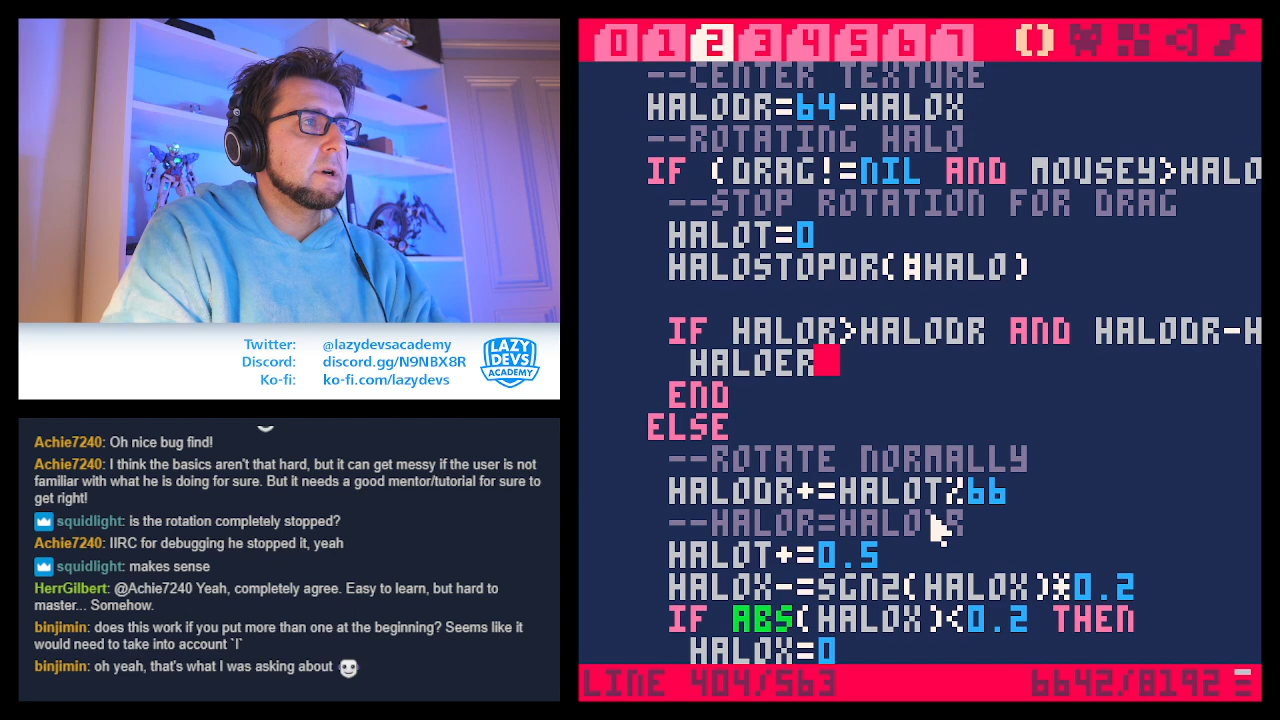 Twitter: @lazydevsacademy
Discord: discord.gg/N9NBX8R
Ko-fi: ko-fi.com/lazydevs
LAZY
DEVS
ACADEMY
Achie7240: Oh nice bug find!
Achie7240: I think the basics aren't that hard, but it can get messy if the user is not
familiar with what he is doing for sure. But it needs a good mentor/tutorial for sure to
get right!
squidlight: is the rotation completely stopped?
Achie7240: IIRC for debugging he stopped it, yeah
squidlight: makes sense
HerrGilbert: @Achie7240 Yeah, completely agree. Easy to learn, but hard to
master... Somehow.
binjimin: does this work if you put more than one at the beginning? Seems like it
would need to take into account `l`
binjimin: oh yeah, that's what I was asking about
0 1 2 3 4 5 6 7
--CENTER TEXTURE
HALODR=64-HALOX
--ROTATING HALO
IF (DRAG!=NIL AND MOUSEY>HALO
--STOP ROTATION FOR DRAG
HALOT=0
HALOSTOPDR(#HALO)
IF HALOR>HALODR AND HALODR-H
HALOER
END
ELSE
--ROTATE NORMALLY
HALODR+=HALOT%66
HALOT+=0.5
HALOX-=SGN2(HALOX)*0.2
IF ABS(HALOX)<0.2 THEN
HALOX=0
LINE 404/563
6642/8192